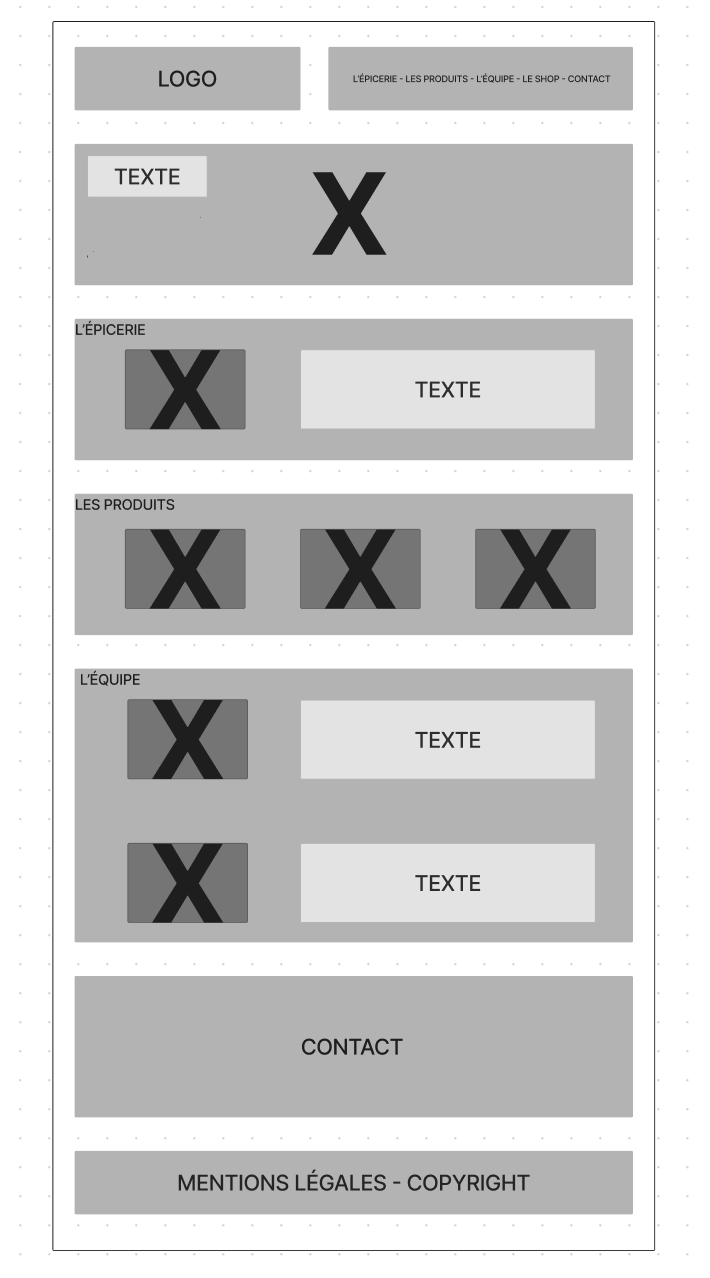 LOGO
L'ÉPICERIE - LES PRODUITS - L'ÉQUIPE - LE SHOP - CONTACT
TEXTE
X
L'ÉPICERIE
X
TEXTE
LES PRODUITS
X X X
L'ÉQUIPE
X
TEXTE
X
TEXTE
CONTACT
MENTIONS LÉGALES - COPYRIGHT